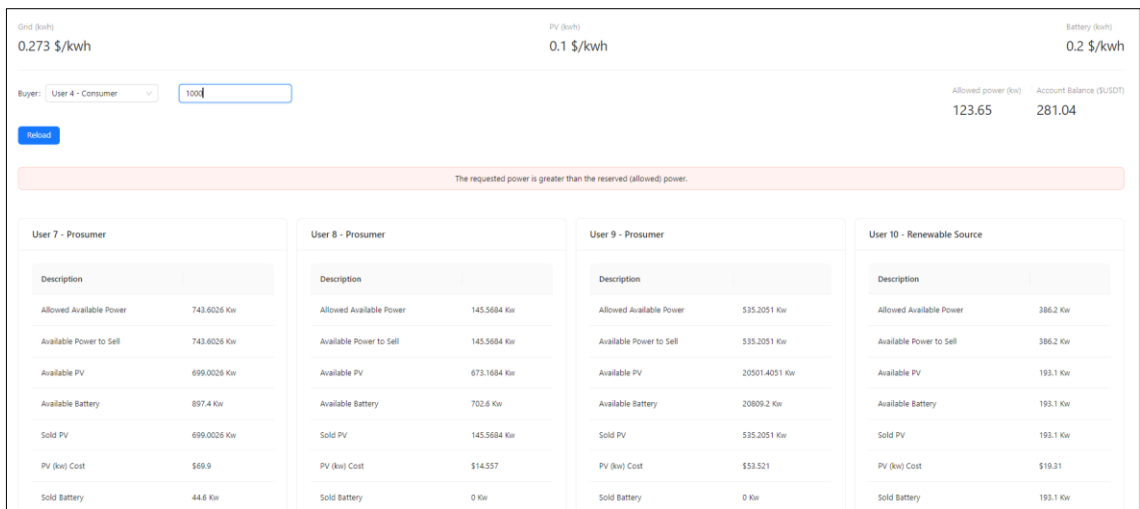 Grid (kwh) PV (kwh) Battery (kwh)
0.273 $/kwh 0.1 $/kwh 0.2 $/kwh
Buyer: User 4 - Consumer 1000 Allowed power (kw) Account Balance ($USDT)
123.65 281.04
Reload
The requested power is greater than the reserved (allowed) power.
User 7 - Prosumer User 8 - Prosumer User 9 - Prosumer User 10 - Renewable Source
Description Description Description Description
Allowed Available Power 743.6026 Kw Allowed Available Power 145.5684 Kw Allowed Available Power 535.2051 Kw Allowed Available Power 386.2 Kw
Available Power to Sell 743.6026 Kw Available Power to Sell 145.5684 Kw Available Power to Sell 535.2051 Kw Available Power to Sell 386.2 Kw
Available PV 699.0026 Kw Available PV 673.1684 Kw Available PV 20501.4051 Kw Available PV 193.1 Kw
Available Battery 897.4 Kw Available Battery 702.6 Kw Available Battery 20809.2 Kw Available Battery 193.1 Kw
Sold PV 699.0026 Kw Sold PV 145.5684 Kw Sold PV 535.2051 Kw Sold PV 193.1 Kw
PV (kw) Cost $69.9 PV (kw) Cost $14.557 PV (kw) Cost $53.521 PV (kw) Cost $19.31
Sold Battery 44.6 Kw Sold Battery 0 Kw Sold Battery 0 Kw Sold Battery 193.1 Kw